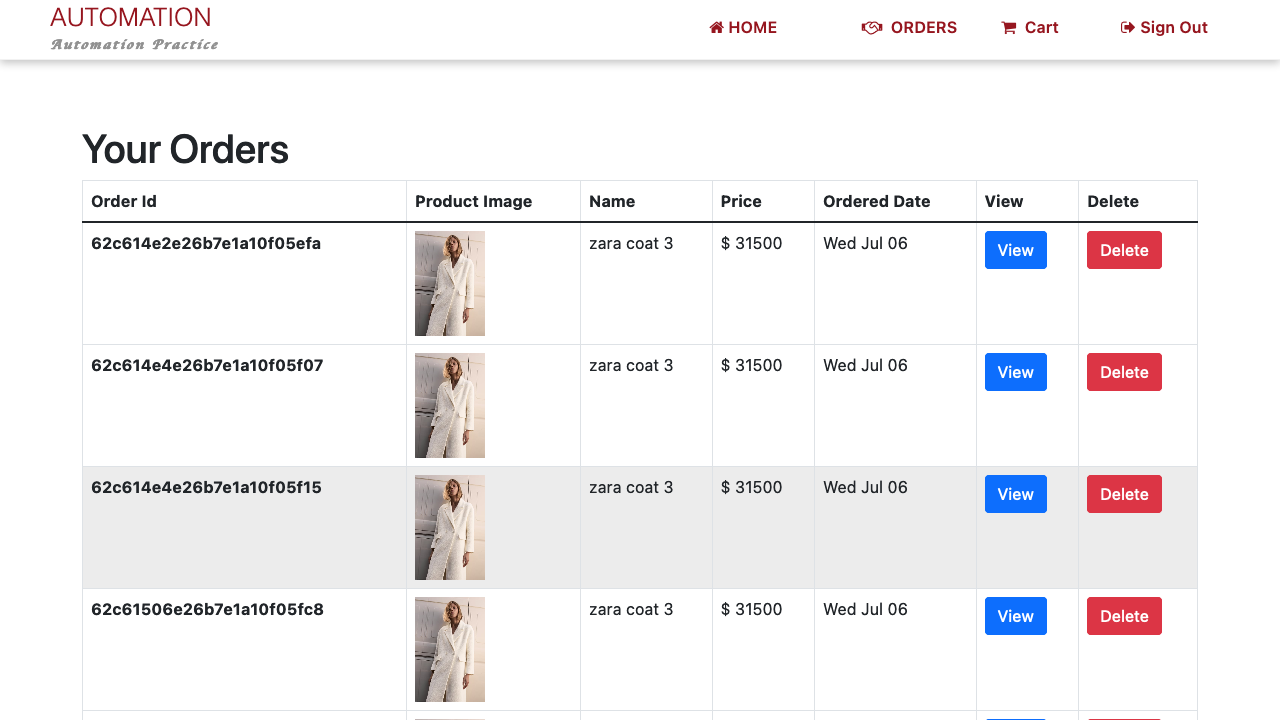 AUTOMATION
Automation Practice
HOME
ORDERS
Cart
Sign Out
Your Orders
Order Id Product Image Name Price Ordered Date View Delete
62c614e2e26b7e1a10f05efa zara coat 3 $ 31500 Wed Jul 06 View Delete
62c614e4e26b7e1a10f05f07 zara coat 3 $ 31500 Wed Jul 06 View Delete
62c614e4e26b7e1a10f05f15 zara coat 3 $ 31500 Wed Jul 06 View Delete
62c61506e26b7e1a10f05fc8 zara coat 3 $ 31500 Wed Jul 06 View Delete